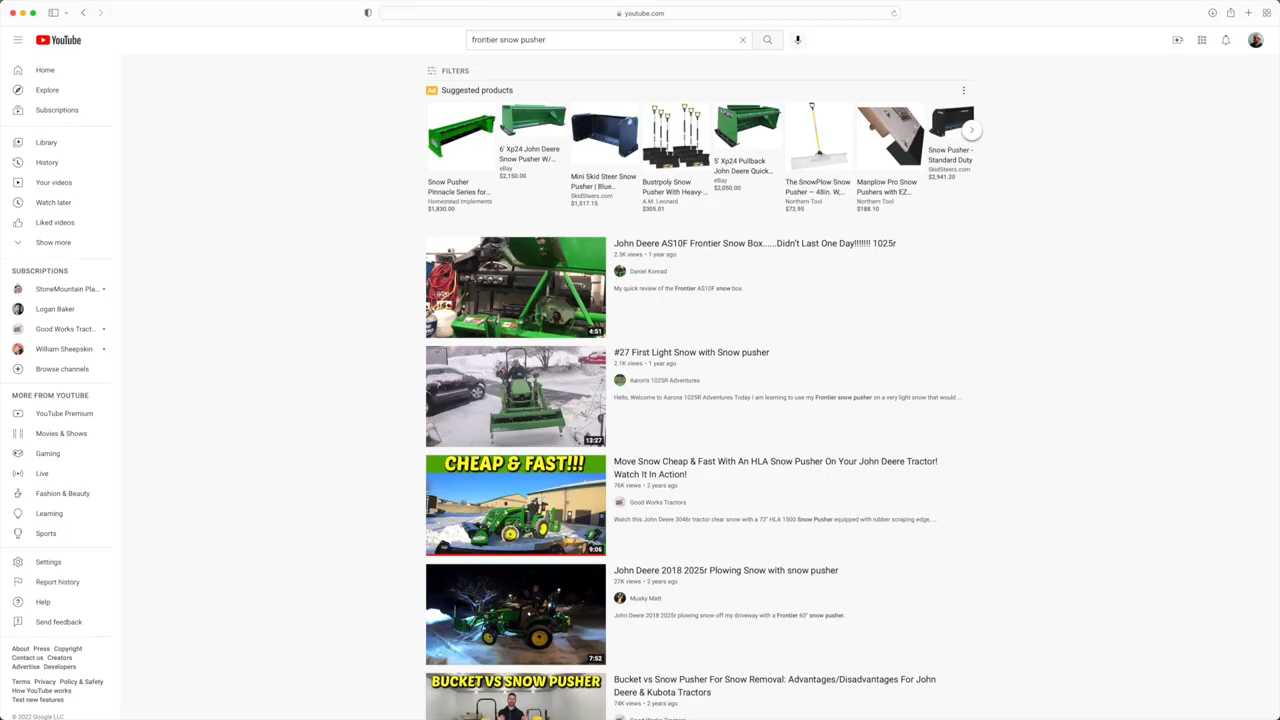 youtube.com
YouTube
frontier snow pusher
Home
Explore
Subscriptions
Library
History
Your videos
Watch later
Liked videos
Show more
SUBSCRIPTIONS
StoneMountain Pla...
Logan Baker
Good Works Tract...
William Sheepskin
Browse channels
MORE FROM YOUTUBE
YouTube Premium
Movies & Shows
Gaming
Live
Fashion & Beauty
Learning
Sports
Settings
Report history
Help
Send feedback
About Press Copyright
Contact us Creators
Advertise Developers
Terms Privacy Policy & Safety
How YouTube works
Test new features
© 2022 Google LLC
FILTERS
Ad Suggested products
Snow Pusher
Pinnacle Series for...
Homestead Implements
$1,830.00
6' Xp24 John Deere
Snow Pusher W/...
eBay
$2,150.00
Mini Skid Steer Snow
Pusher | Blue...
SkidSteers.com
$1,517.15
Bustrpoly Snow
Pusher With Heavy-...
A.M. Leonard
$305.01
5' Xp24 Pullback
John Deere Quick...
eBay
$2,050.00
The SnowPlow Snow
Pusher — 48in. W,...
Northern Tool
$72.95
Manplow Pro Snow
Pushers with EZ...
Northern Tool
$188.10
Snow Pusher -
Standard Duty
SkidSteers.com
$2,941.20
4:51
John Deere AS10F Frontier Snow Box......Didn't Last One Day!!!!!!! 1025r
2.3K views • 1 year ago
Daniel Konrad
My quick review of the Frontier AS10F snow box.
13:27
#27 First Light Snow with Snow pusher
2.1K views • 1 year ago
Aaron's 1025R Adventures
Hello, Welcome to Aarons 1025R Adventures Today I am learning to use my Frontier snow pusher on a very light snow that would ...
CHEAP & FAST!!!
9:06
Move Snow Cheap & Fast With An HLA Snow Pusher On Your John Deere Tractor!
Watch It In Action!
76K views • 2 years ago
Good Works Tractors
Watch this John Deere 3046r tractor clear snow with a 72" HLA 1500 Snow Pusher equipped with rubber scraping edge, ...
7:52
John Deere 2018 2025r Plowing Snow with snow pusher
27K views • 2 years ago
Musky Matt
John Deere 2018 2025r plowing snow off my driveway with a Frontier 60" snow pusher.
BUCKET vs SNOW PUSHER
Bucket vs Snow Pusher For Snow Removal: Advantages/Disadvantages For John
Deere & Kubota Tractors
74K views • 2 years ago
Good Works Tractors